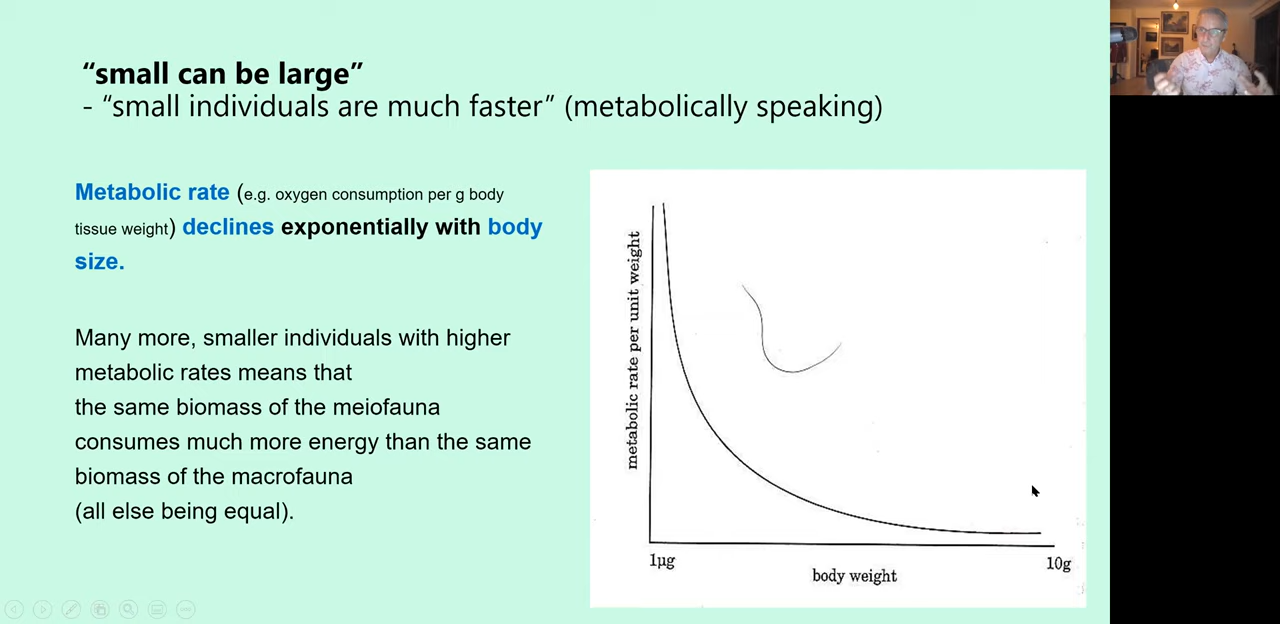 “small can be large”
- “small individuals are much faster” (metabolically speaking)
Metabolic rate (e.g. oxygen consumption per g body
tissue weight) declines exponentially with body
size.
Many more, smaller individuals with higher
metabolic rates means that
the same biomass of the meiofauna
consumes much more energy than the same
biomass of the macrofauna
(all else being equal).
metabolic rate per unit weight
1µg
10g
body weight